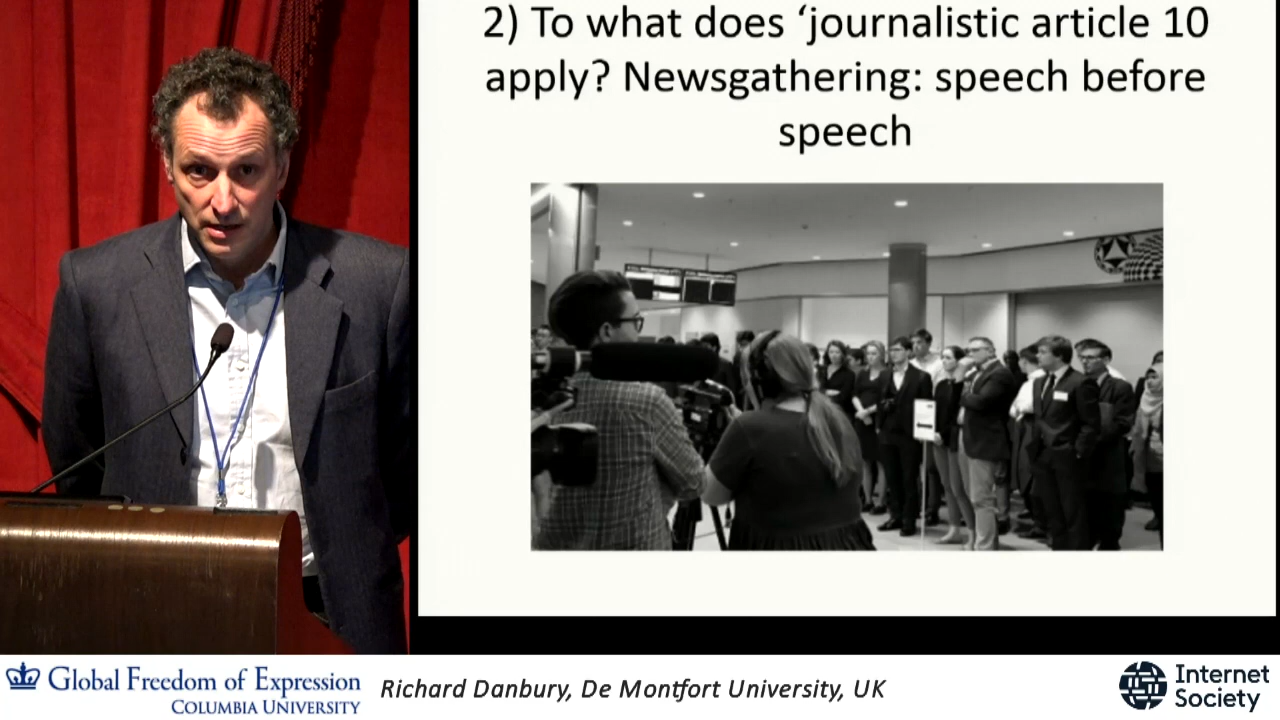 2) To what does ‘journalistic article 10
apply? Newsgathering: speech before
speech
Global Freedom of Expression
COLUMBIA UNIVERSITY
Richard Danbury, De Montfort University, UK
Internet
Society